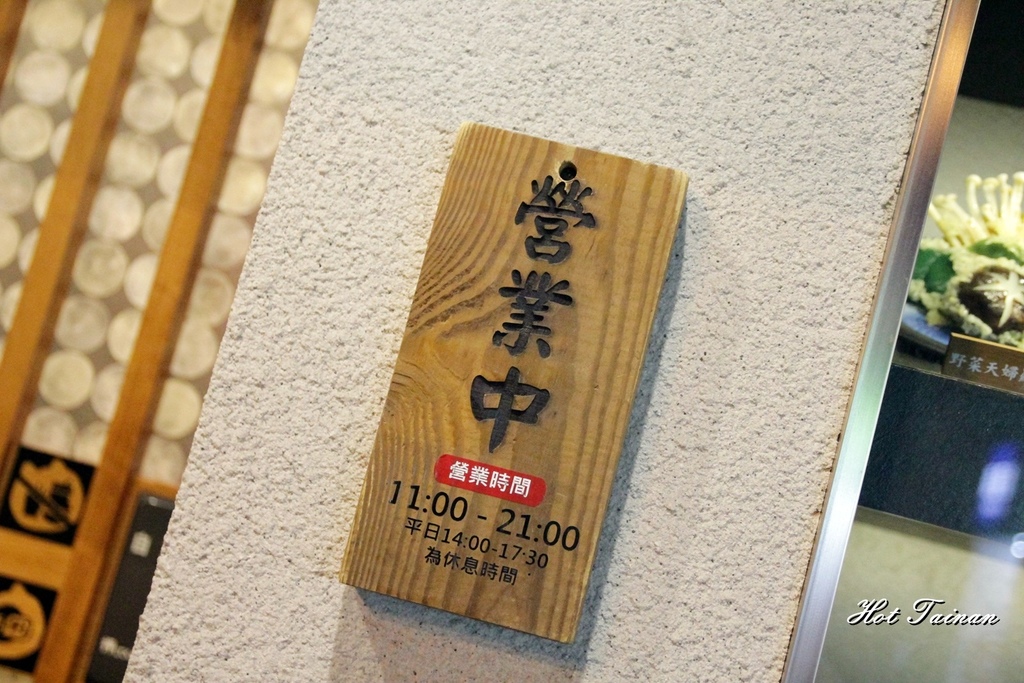 營業中
營業時間
11:00 - 21:00
平日14:00-17:30
為休息時間
野菜天婦
Hot Tainan